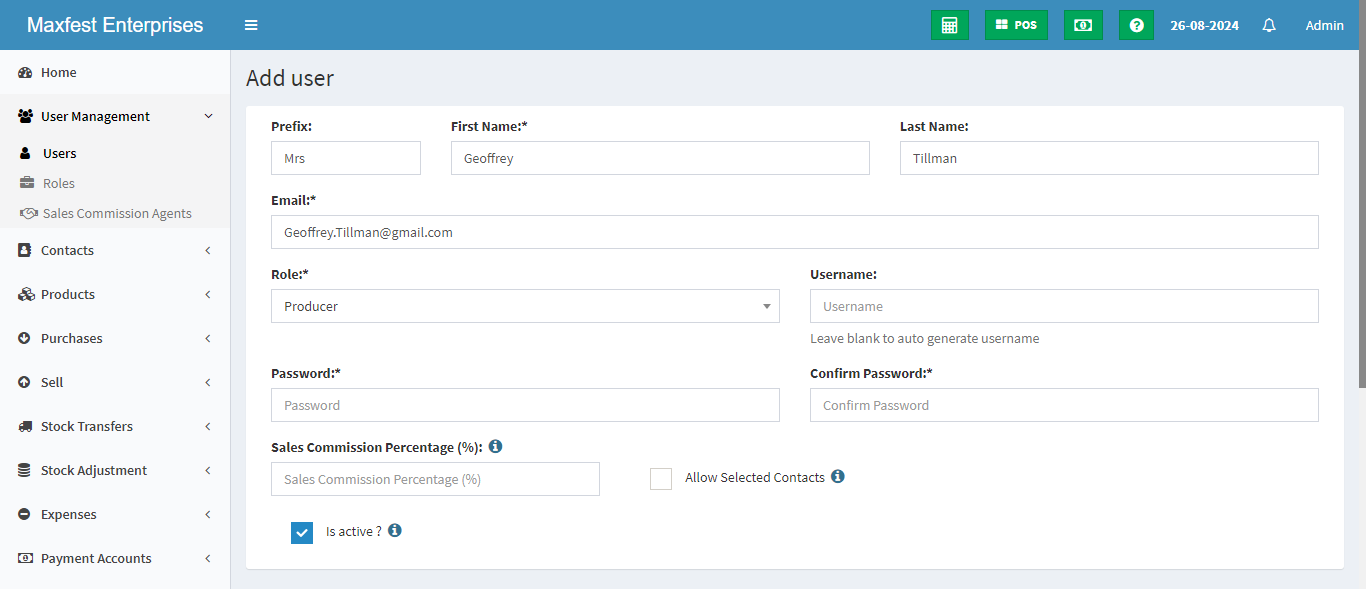 Maxfest Enterprises
POS
26-08-2024
Admin
Home
User Management
Users
Roles
Sales Commission Agents
Contacts
Products
Purchases
Sell
Stock Transfers
Stock Adjustment
Expenses
Payment Accounts
Add user
Prefix: First Name:* Last Name:
Mrs Geoffrey Tillman
Email:*
Geoffrey.Tillman@gmail.com
Role:* Username:
Producer Username
Leave blank to auto generate username
Password:* Confirm Password:*
Password Confirm Password
Sales Commission Percentage (%):
Sales Commission Percentage (%) Allow Selected Contacts
Is active ?